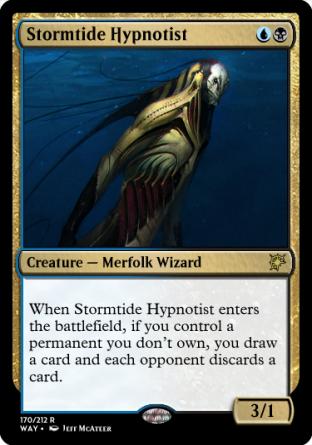 Stormtide Hypnotist
Creature — Merfolk Wizard
When Stormtide Hypnotist enters
the battlefield, if you control a
permanent you don't own, you draw
a card and each opponent discards a
card.
3/1
170/212 R
WAY • Jeff McAteer